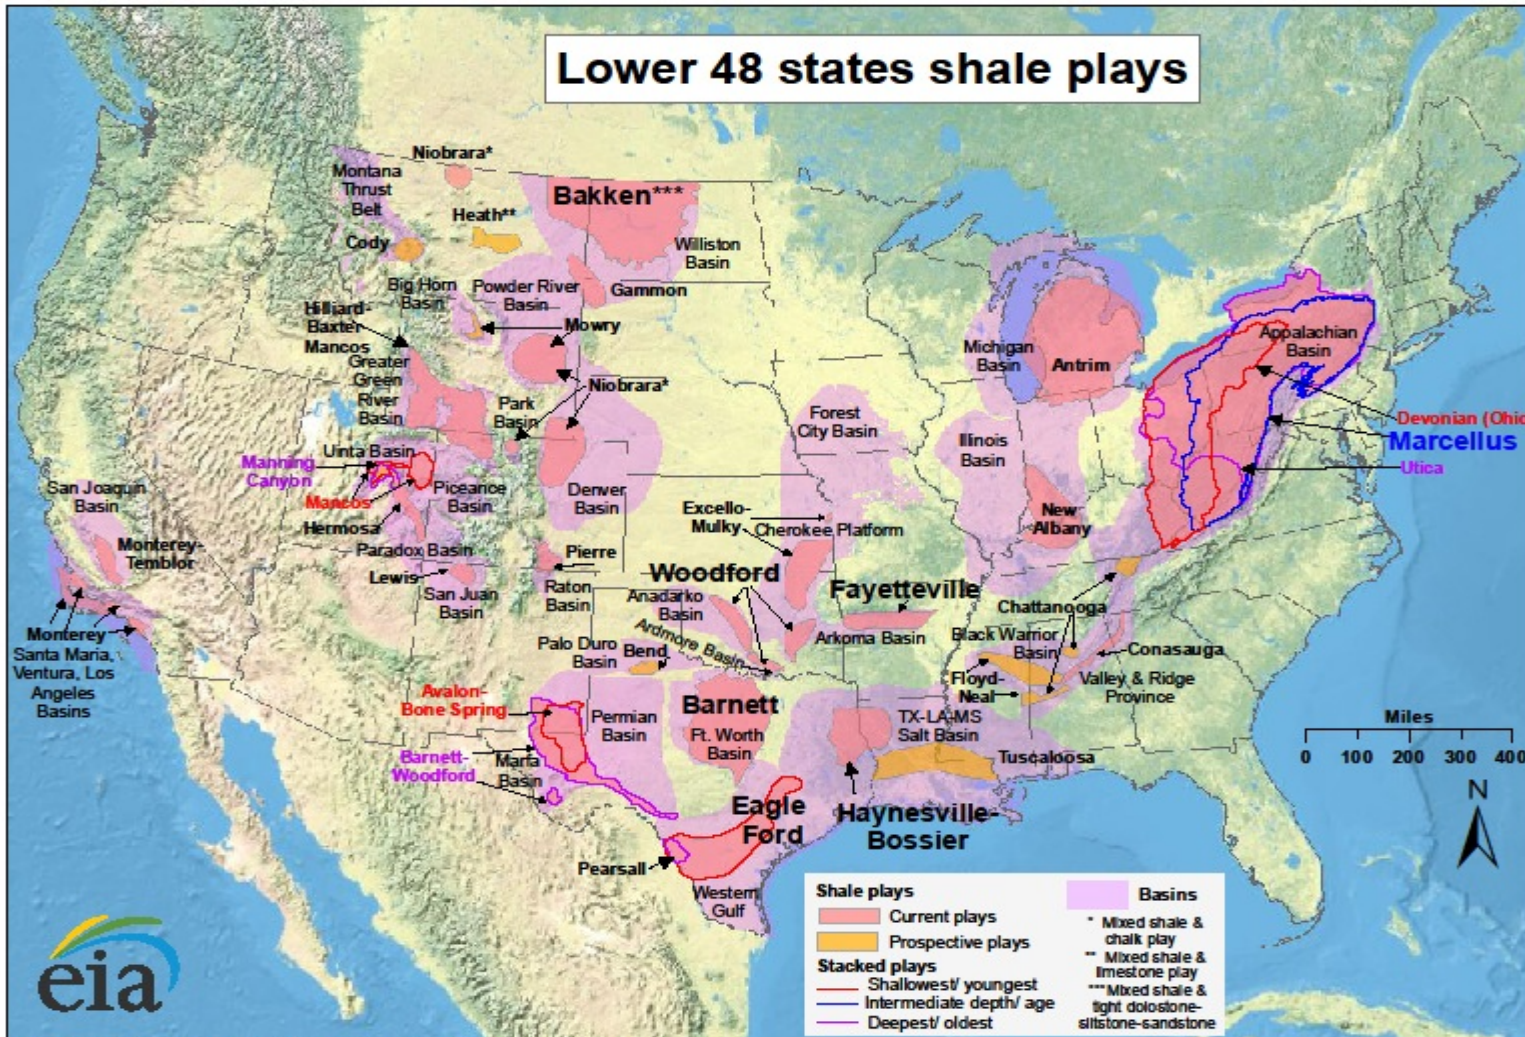 Lower 48 states shale plays
Niobrara*
Montana
Thrust
Belt
Bakken***
Heath**
Cody
Williston
Basin
Big Horn
Basin
Powder River
Basin
Gammon
Hilliard-
Baxter
Mancos
Mowry
Greater
Green
River
Basin
Niobrara*
Park
Basin
Michigan
Basin
Antrim
Appalachian
Basin
Devonian (Ohio
Marcellus
Utica
Forest
City Basin
Illinois
Basin
Uinta Basin
Manning
Canyon
Mancos
Piceance
Basin
Denver
Basin
San Joaquin
Basin
Hermosa
Excello-
Mulky
Cherokee Platform
New
Albany
Monterey-
Temblor
Paradox Basin
Pierre
Lewis
San Juan
Basin
Raton
Basin
Woodford
Anadarko
Basin
Fayetteville
Arkoma Basin
Chattanooga
Monterey
Santa Maria,
Ventura, Los
Angeles
Basins
Palo Duro
Basin
Bend
Ardmore Basin
Black Warrior
Basin
Conasauga
Floyd-
Neal
Valley & Ridge
Province
Avalon-
Bone Spring
Permian
Basin
Barnett
Ft. Worth
Basin
TX-LA-MS
Salt Basin
Tuscaloosa
Barnett-
Woodford
Marfa
Basin
Eagle
Ford
Haynesville-
Bossier
Pearsall
Western
Gulf
Miles
0 100 200 300 400
N
Shale plays
Current plays
Prospective plays
Stacked plays
Shallowest/ youngest
Intermediate depth/ age
Deepest/ oldest
Basins
* Mixed shale &
chalk play
** Mixed shale &
limestone play
***Mixed shale &
tight dolostone-
siltstone-sandstone
eia